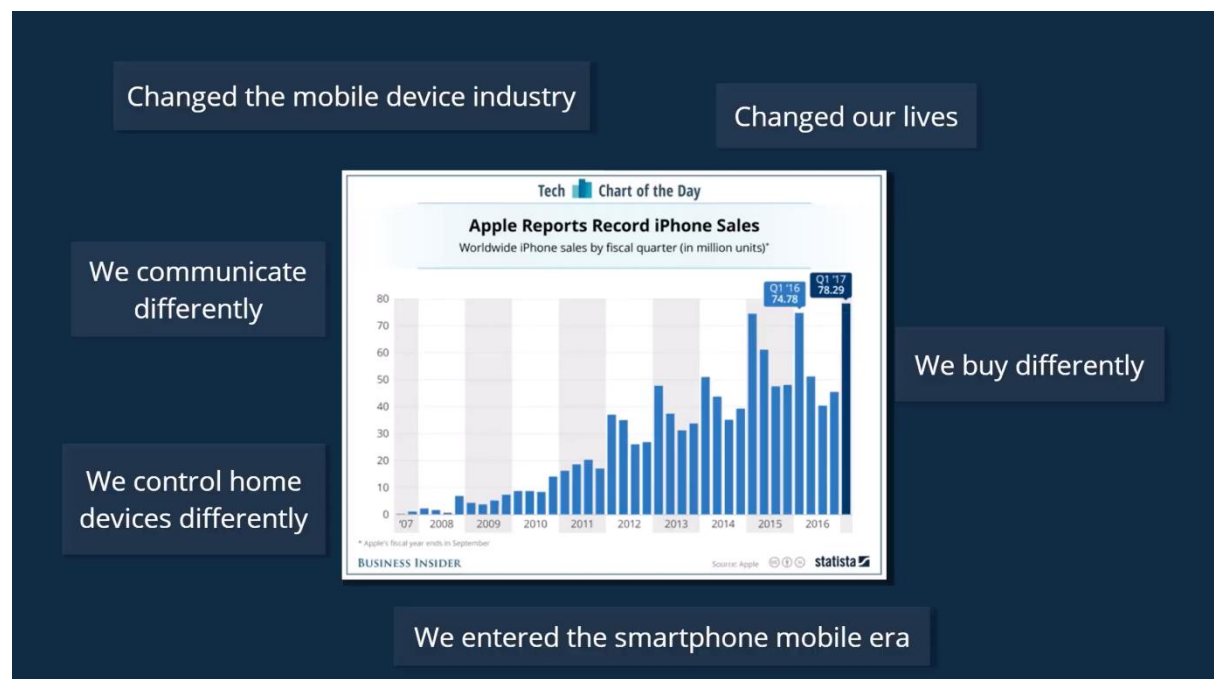 Changed the mobile device industry
Changed our lives
Tech Chart of the Day
Apple Reports Record iPhone Sales
Worldwide iPhone sales by fiscal quarter (in million units)*
We communicate
differently
Q1 '16
74.78
Q1 '17
78.29
80
70
60
50
40
30
20
10
0
'07 2008 2009 2010 2011 2012 2013 2014 2015 2016
* Apple's fiscal year ends in September
BUSINESS INSIDER
Source: Apple
statista
We buy differently
We control home
devices differently
We entered the smartphone mobile era